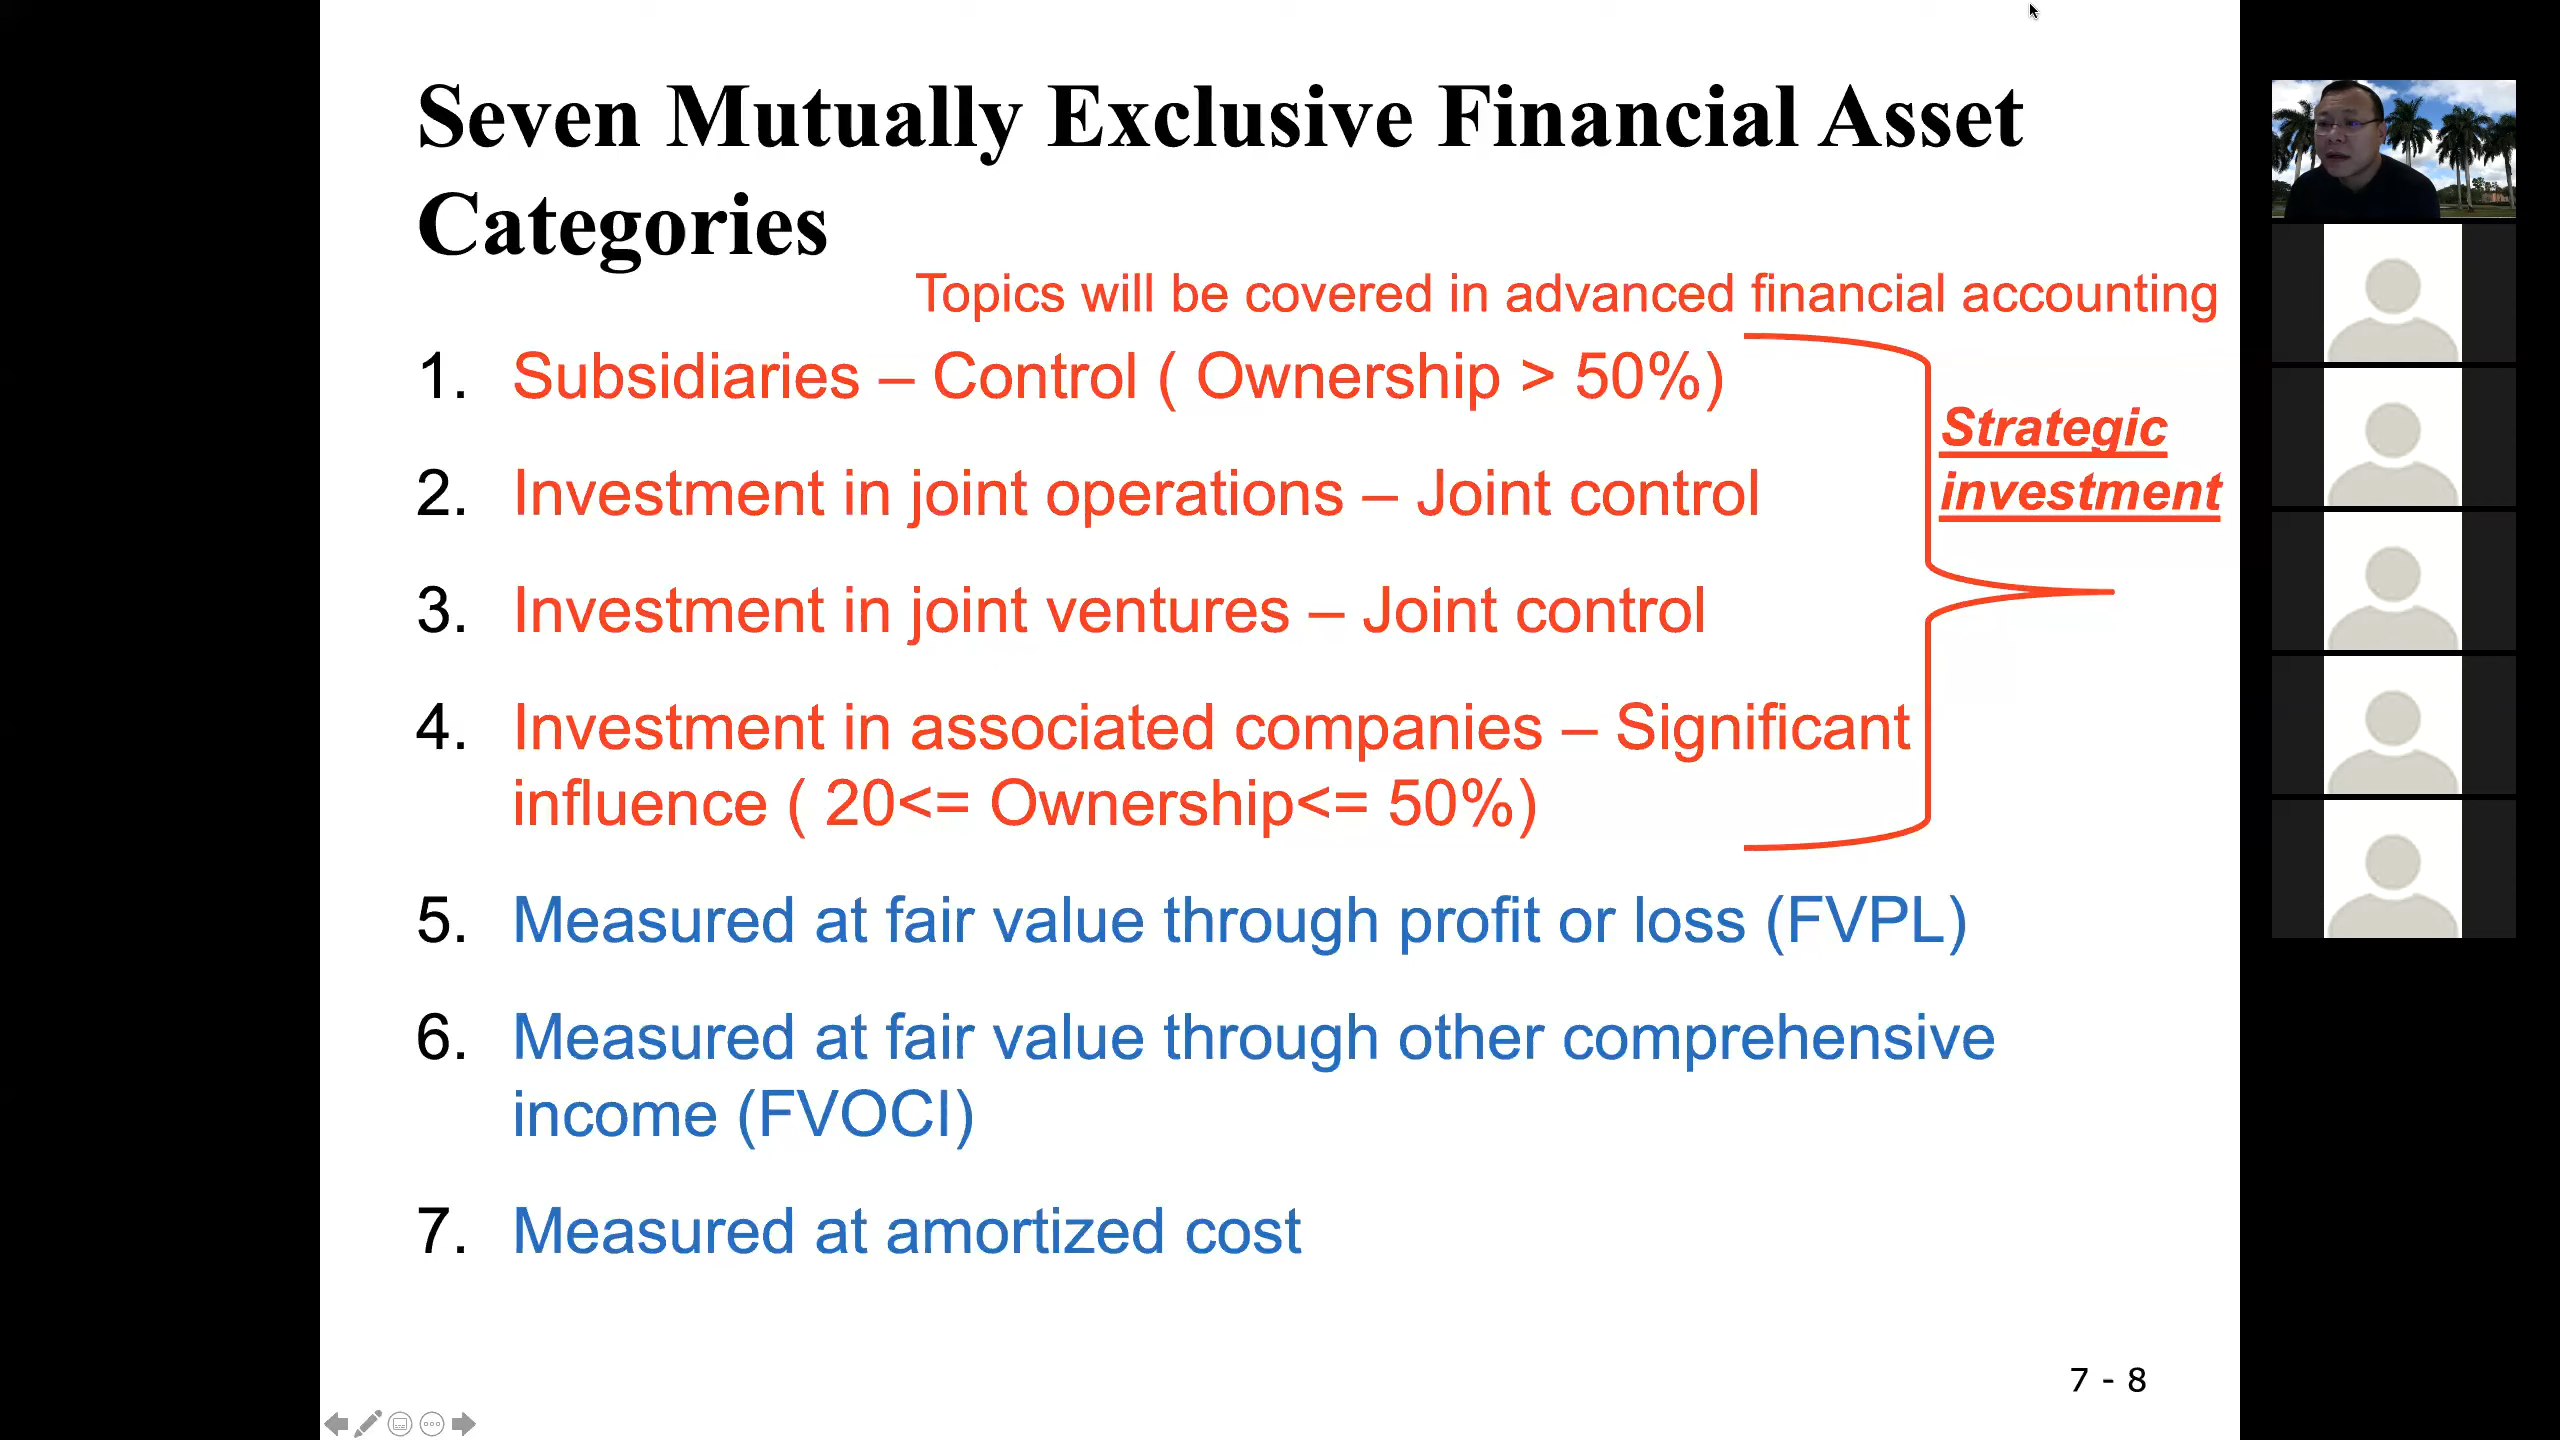 Seven Mutually Exclusive Financial Asset
Categories
Topics will be covered in advanced financial accounting
1. Subsidiaries – Control ( Ownership > 50%)
Strategic
investment
2. Investment in joint operations – Joint control
3. Investment in joint ventures – Joint control
4. Investment in associated companies – Significant
influence ( 20<= Ownership<= 50%)
5. Measured at fair value through profit or loss (FVPL)
6. Measured at fair value through other comprehensive
income (FVOCI)
7. Measured at amortized cost
7 - 8